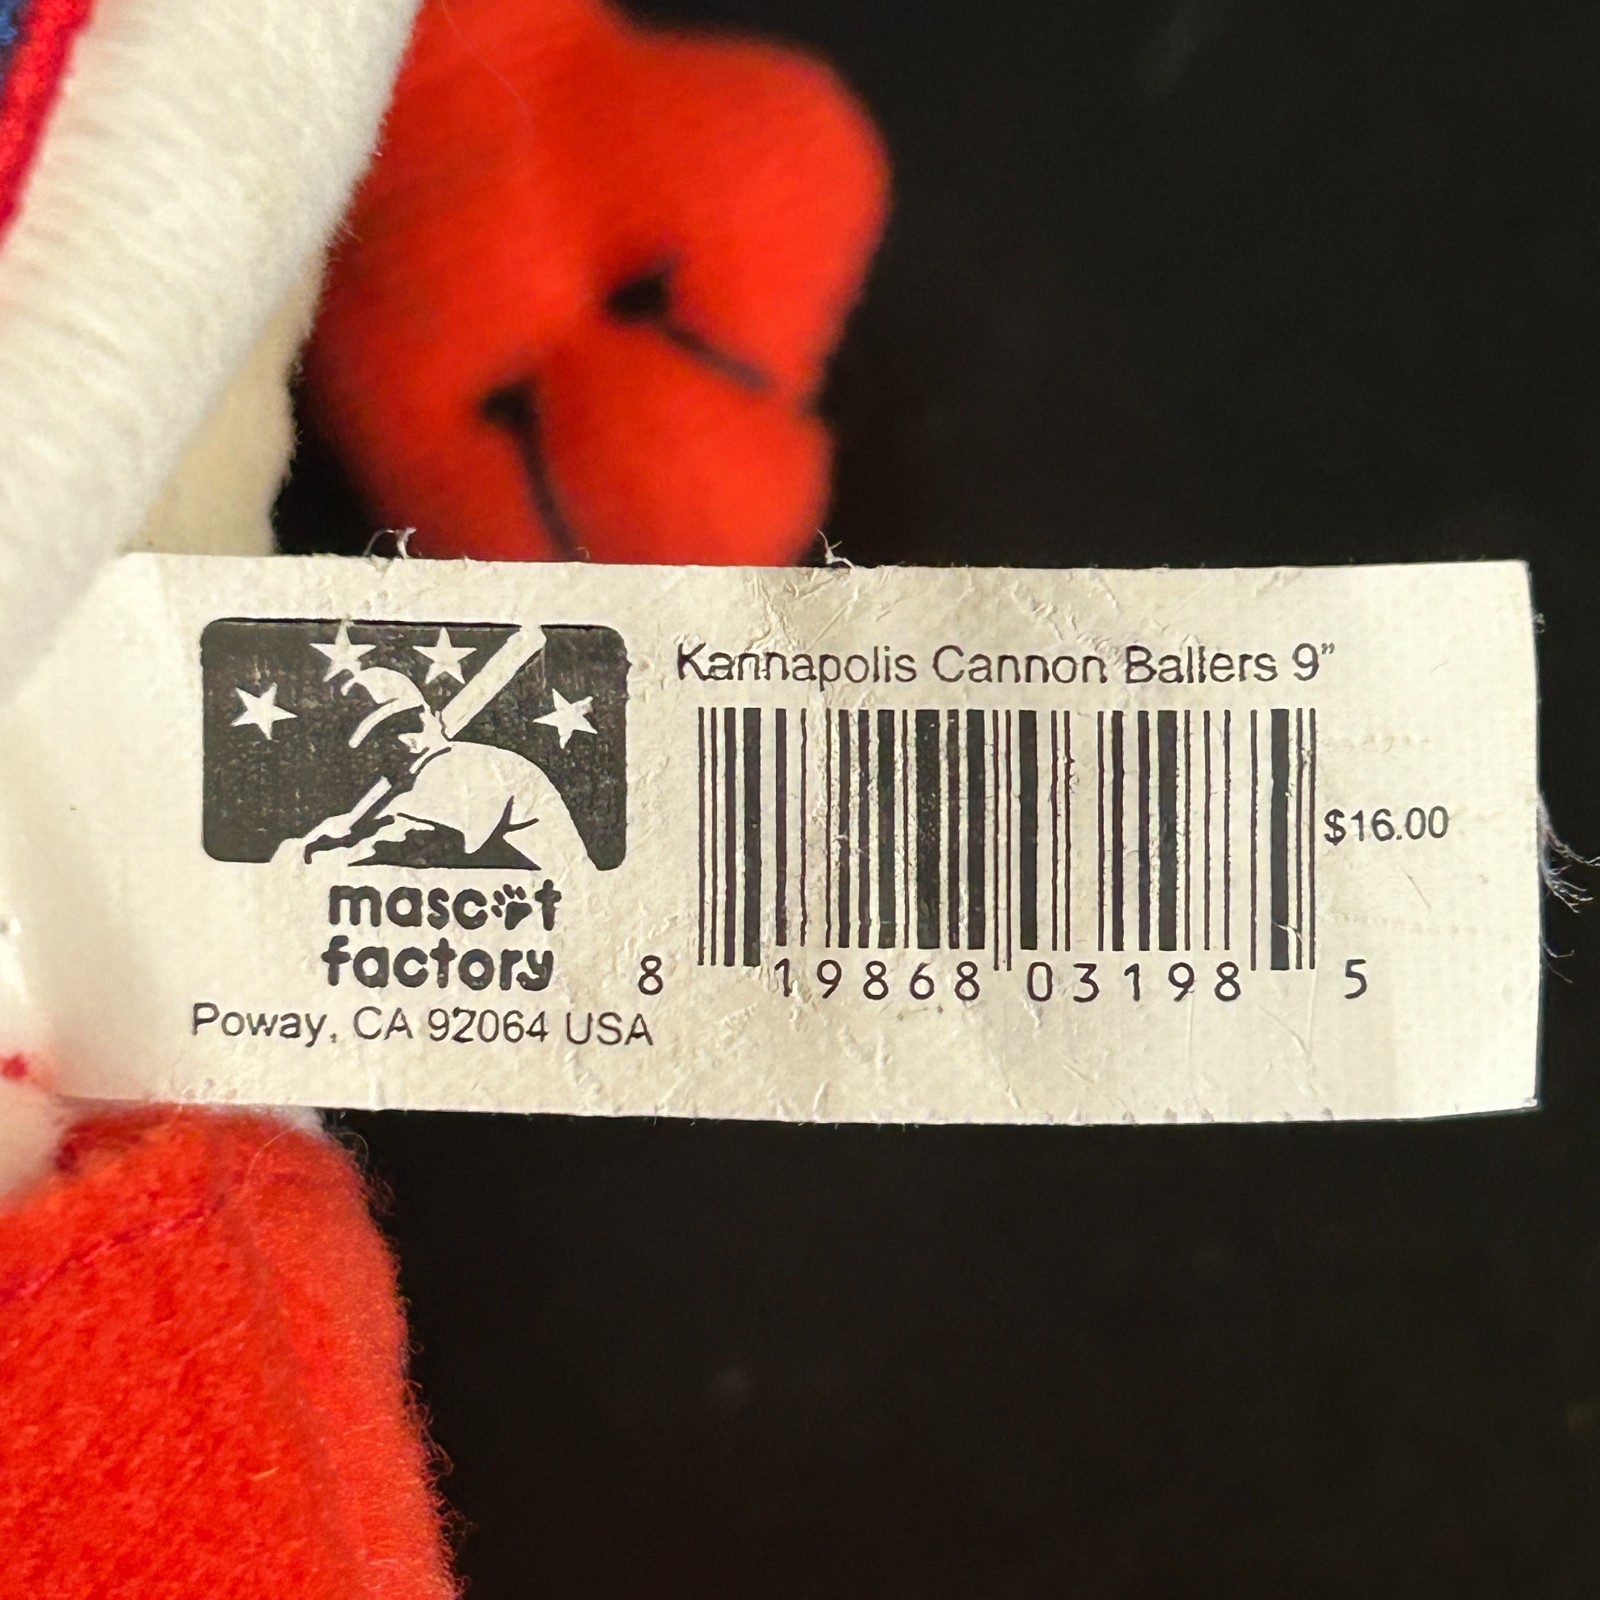 Kannapolis Cannon Ballers 9”
$16.00
mascot
factory
8 19868 03198 5
Poway, CA 92064 USA